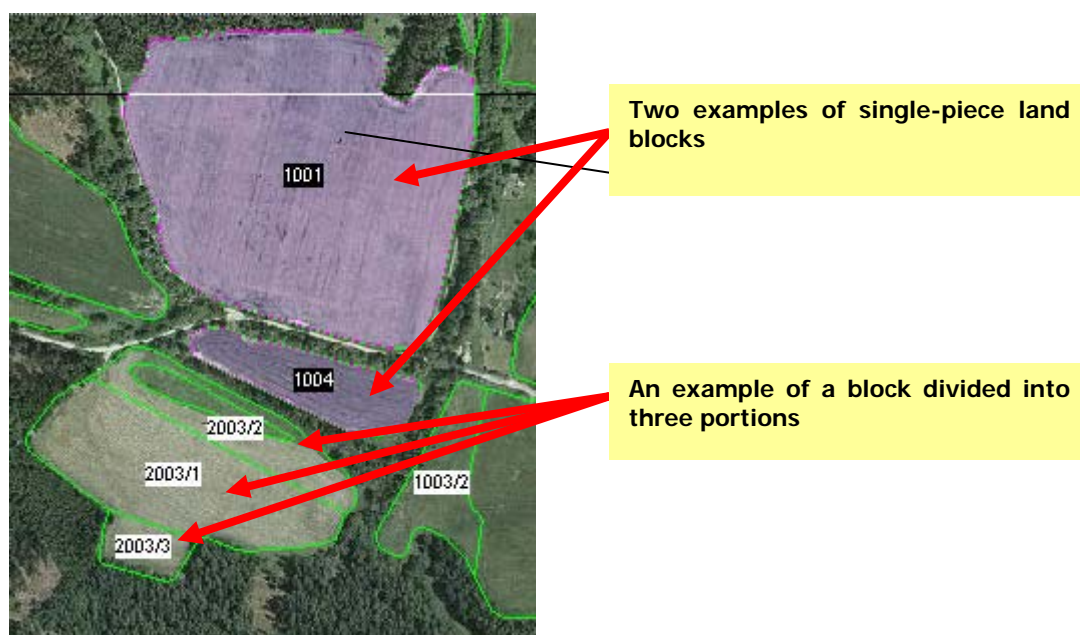 1001
Two examples of single-piece land
blocks
1004
An example of a block divided into
three portions
2003/2
2003/1
1003/2
2003/3